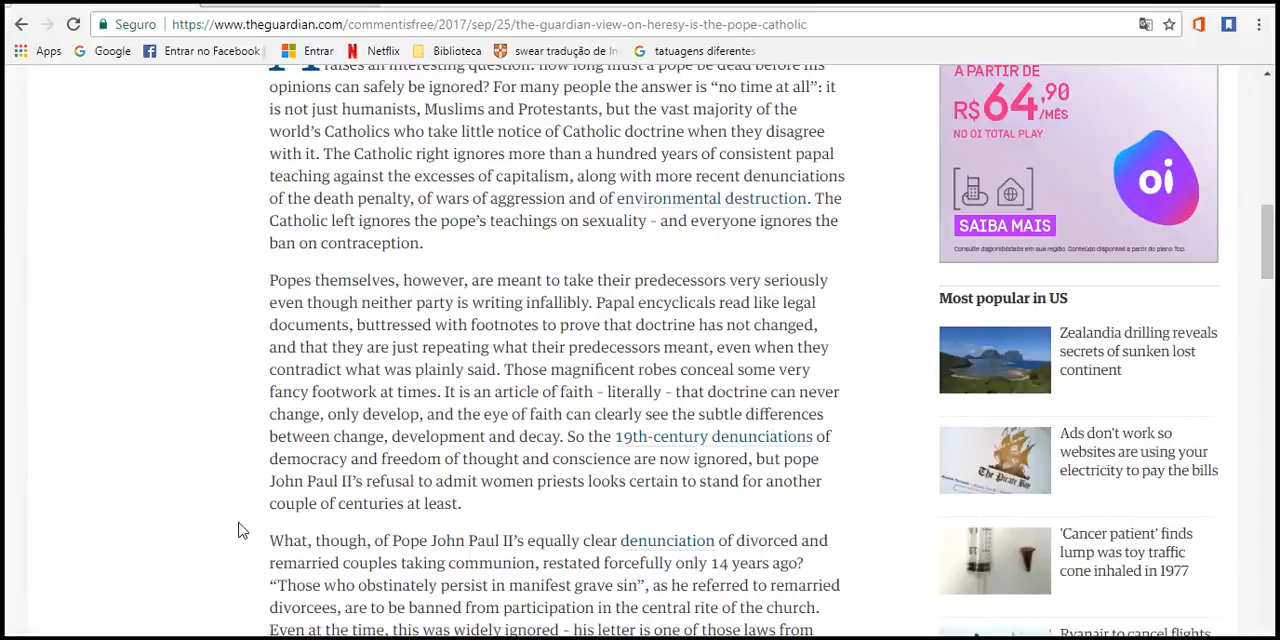 Seguro
https://www.theguardian.com/commentisfree/2017/sep/25/the-guardian-view-on-heresy-is-the-pope-catholic
Apps
Google
Entrar no Facebook
Entrar
Netflix
Biblioteca
swear tradução de In
tatuagens diferentes
raises an interesting question: how long must a pope be dead before his
opinions can safely be ignored? For many people the answer is “no time at all”: it
is not just humanists, Muslims and Protestants, but the vast majority of the
world’s Catholics who take little notice of Catholic doctrine when they disagree
with it. The Catholic right ignores more than a hundred years of consistent papal
teaching against the excesses of capitalism, along with more recent denunciations
of the death penalty, of wars of aggression and of environmental destruction. The
Catholic left ignores the pope’s teachings on sexuality – and everyone ignores the
ban on contraception.
Popes themselves, however, are meant to take their predecessors very seriously
even though neither party is writing infallibly. Papal encyclicals read like legal
documents, buttressed with footnotes to prove that doctrine has not changed,
and that they are just repeating what their predecessors meant, even when they
contradict what was plainly said. Those magnificent robes conceal some very
fancy footwork at times. It is an article of faith – literally – that doctrine can never
change, only develop, and the eye of faith can clearly see the subtle differences
between change, development and decay. So the 19th-century denunciations of
democracy and freedom of thought and conscience are now ignored, but pope
John Paul II’s refusal to admit women priests looks certain to stand for another
couple of centuries at least.
What, though, of Pope John Paul II’s equally clear denunciation of divorced and
remarried couples taking communion, restated forcefully only 14 years ago?
“Those who obstinately persist in manifest grave sin”, as he referred to remarried
divorcees, are to be banned from participation in the central rite of the church.
Even at the time, this was widely ignored – his letter is one of those laws from
A PARTIR DE
R$64,90
/MÊS
NO OI TOTAL PLAY
oi
SAIBA MAIS
Consulte disponibilidade em sua região. Conteúdo disponível a partir do plano Top.
Most popular in US
Zealandia drilling reveals
secrets of sunken lost
continent
Ads don’t work so
websites are using your
electricity to pay the bills
The Pirate Bay
'Cancer patient' finds
lump was toy traffic
cone inhaled in 1977
Ryanair to cancel flights